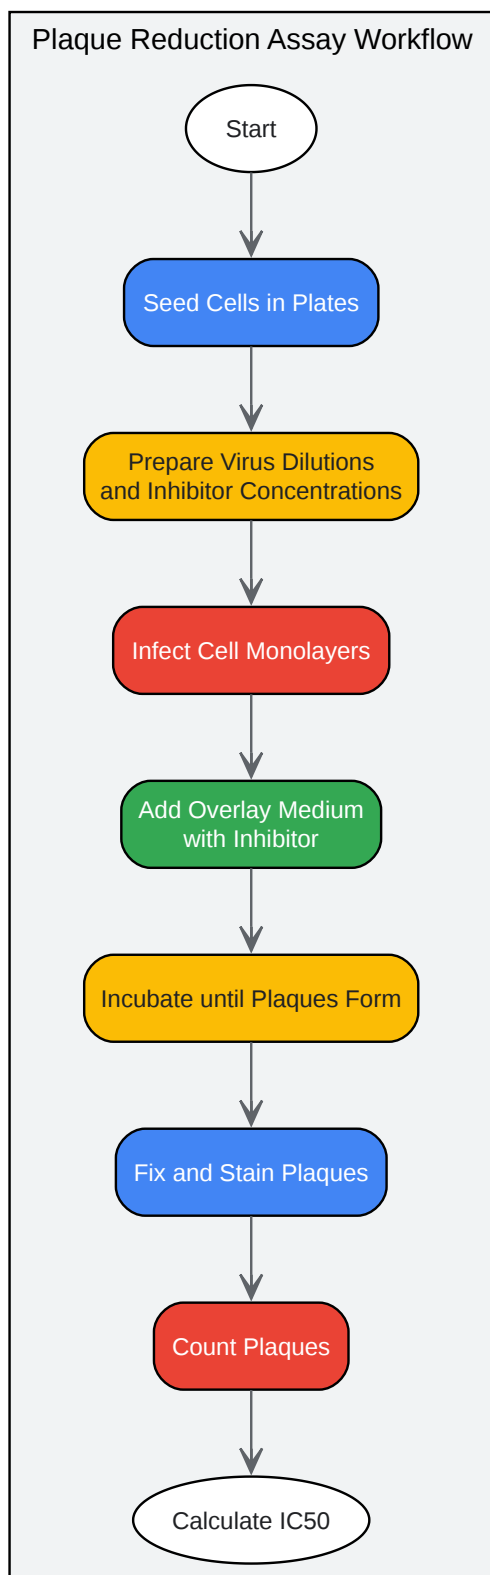 Plaque Reduction Assay Workflow
Start
Seed Cells in Plates
Prepare Virus Dilutions
and Inhibitor Concentrations
Infect Cell Monolayers
Add Overlay Medium
with Inhibitor
Incubate until Plaques Form
Fix and Stain Plaques
Count Plaques
Calculate IC50